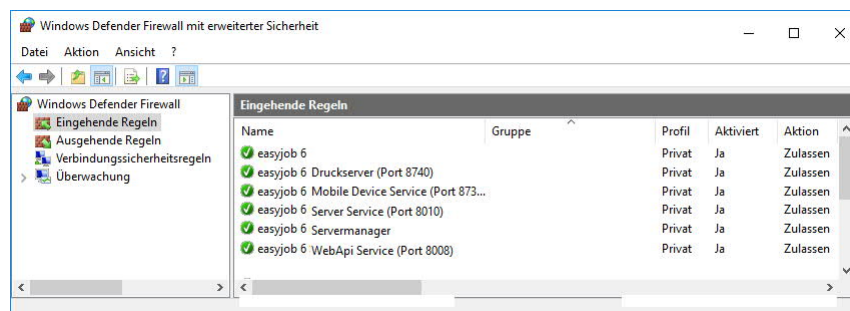 Windows Defender Firewall mit erweiterter Sicherheit
Datei Aktion Ansicht ?
Windows Defender Firewall
Eingehende Regeln
Ausgehende Regeln
Verbindungssicherheitsregeln
Überwachung
Eingehende Regeln
Name Gruppe Profil Aktiviert Aktion
easyjob 6 Privat Ja Zulassen
easyjob 6 Druckserver (Port 8740) Privat Ja Zulassen
easyjob 6 Mobile Device Service (Port 873... Privat Ja Zulassen
easyjob 6 Server Service (Port 8010) Privat Ja Zulassen
easyjob 6 Servermanager Privat Ja Zulassen
easyjob 6 WebApi Service (Port 8008) Privat Ja Zulassen